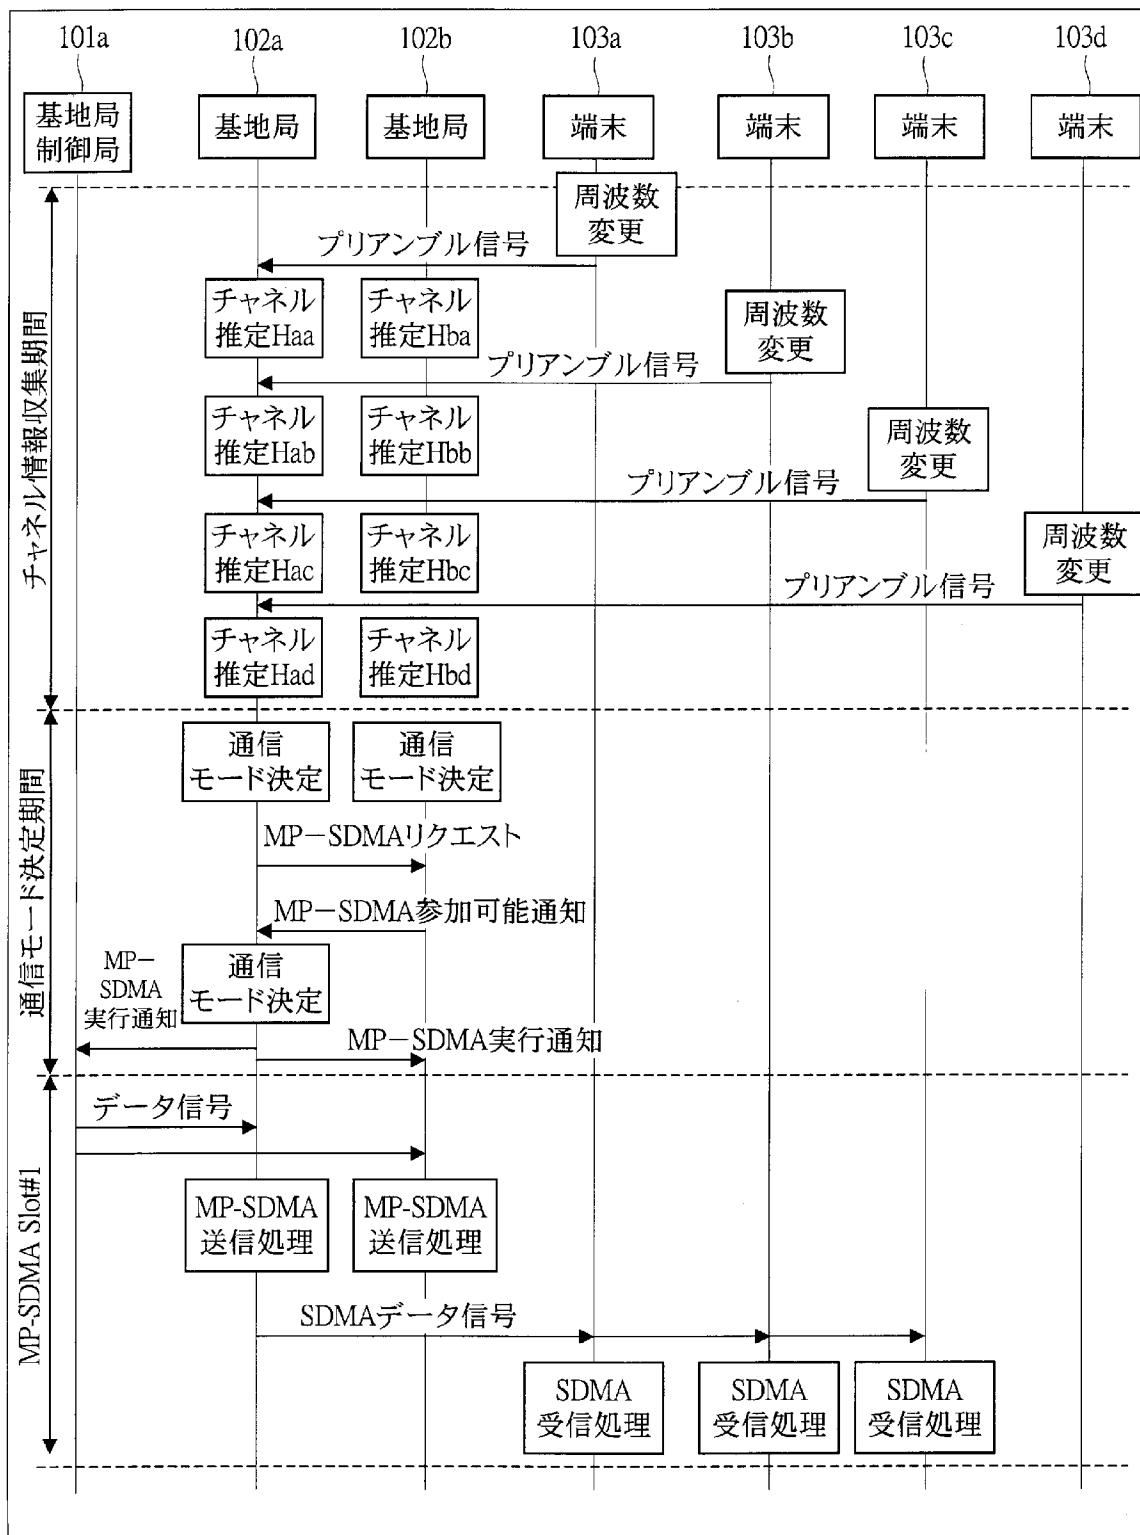 101a
102a
102b
103a
103b
103c
103d
基地局
制御局
基地局
基地局
端末
端末
端末
端末
チャネル情報収集期間
周波数
変更
プリアンブル信号
チャネル
推定Haa
チャネル
推定Hba
周波数
変更
プリアンブル信号
チャネル
推定Hab
チャネル
推定Hbb
周波数
変更
プリアンブル信号
チャネル
推定Hac
チャネル
推定Hbc
周波数
変更
プリアンブル信号
チャネル
推定Had
チャネル
推定Hbd
通信モード決定期間
通信
モード決定
通信
モード決定
MP－SDMAリクエスト
MP－SDMA参加可能通知
通信
モード決定
MP－
SDMA
実行通知
MP－SDMA実行通知
MP-SDMA Slot#1
データ信号
MP-SDMA
送信処理
MP-SDMA
送信処理
SDMAデータ信号
SDMA
受信処理
SDMA
受信処理
SDMA
受信処理